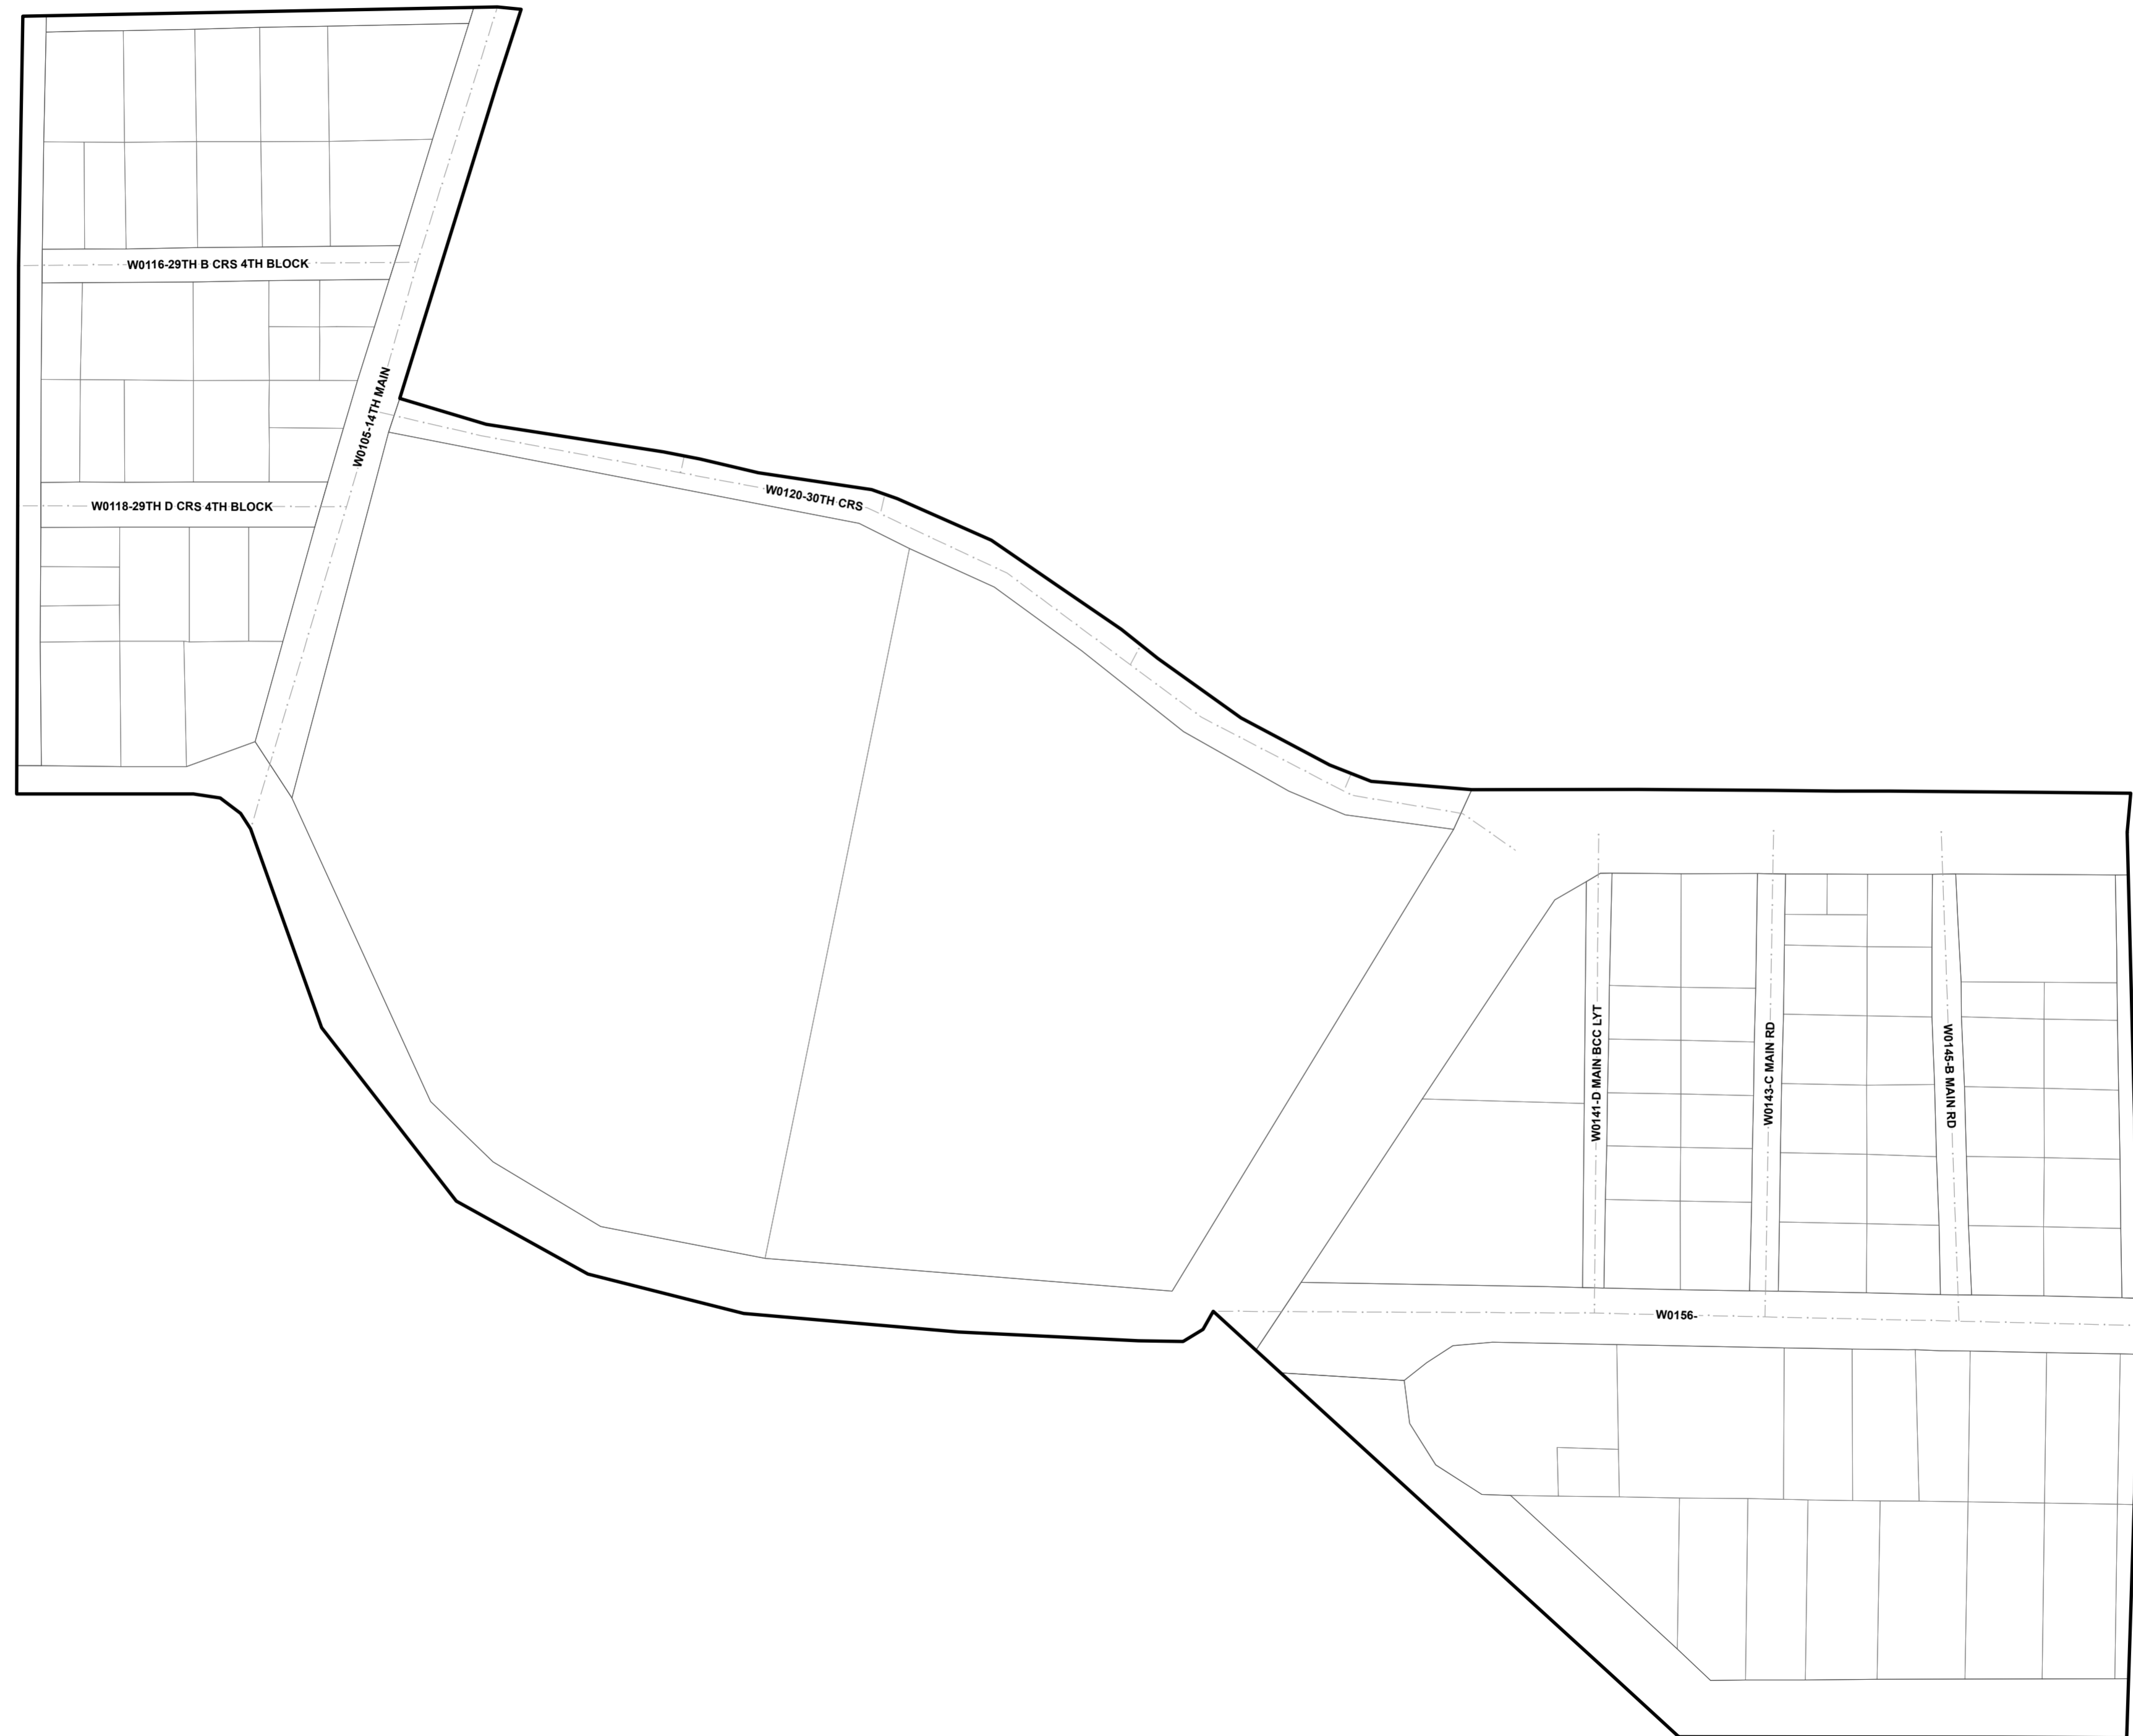 W0116-29TH B CRS 4TH BLOCK
W0105-14TH MAIN
W0118-29TH D CRS 4TH BLOCK
W0120-30TH CRS
W0141-D MAIN BCC LYT
W0143-C MAIN RD
W0145-B MAIN RD
W0156-